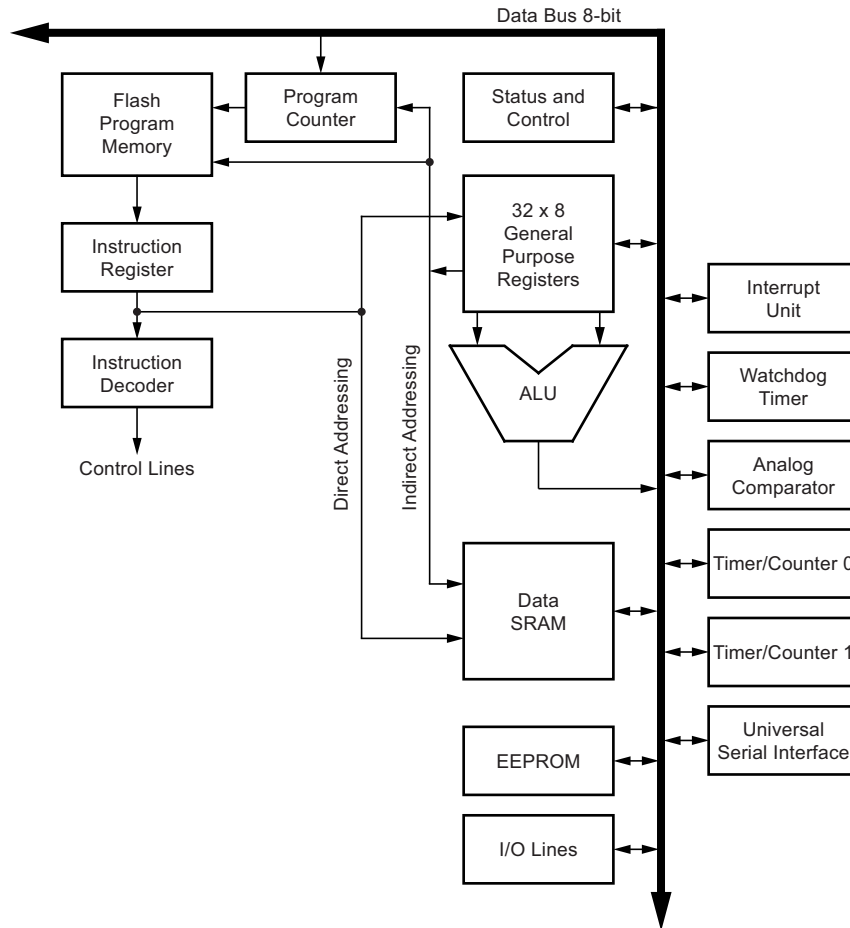 Data Bus 8-bit
Flash
Program
Memory
Program
Counter
Status and
Control
32 x 8
General
Purpose
Registers
Instruction
Register
Interrupt
Unit
Instruction
Decoder
ALU
Watchdog
Timer
Control Lines
Direct Addressing
Indirect Addressing
Analog
Comparator
Timer/Counter 0
Data
SRAM
Timer/Counter 1
Universal
Serial Interface
EEPROM
I/O Lines